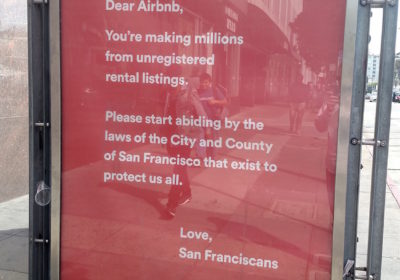 Dear Airbnb,
You're making millions
from unregistered
rental listings.
Please start abiding by the
laws of the City and County
of San Francisco that exist to
protect us all.
Love,
San Franciscans